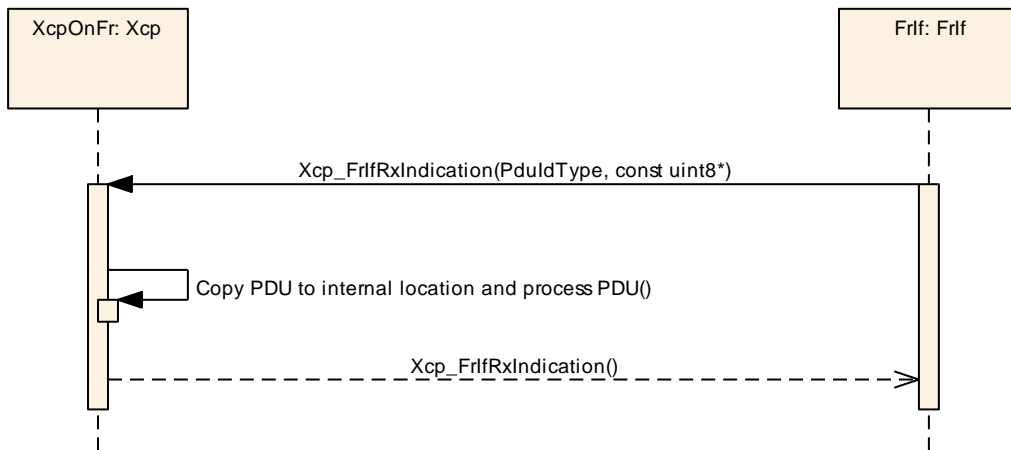 XcpOnFr: Xcp
FrIf: FrIf
Xcp_FrIfRxIndication(PduIdType, const uint8*)
Copy PDU to internal location and process PDU()
Xcp_FrIfRxIndication()